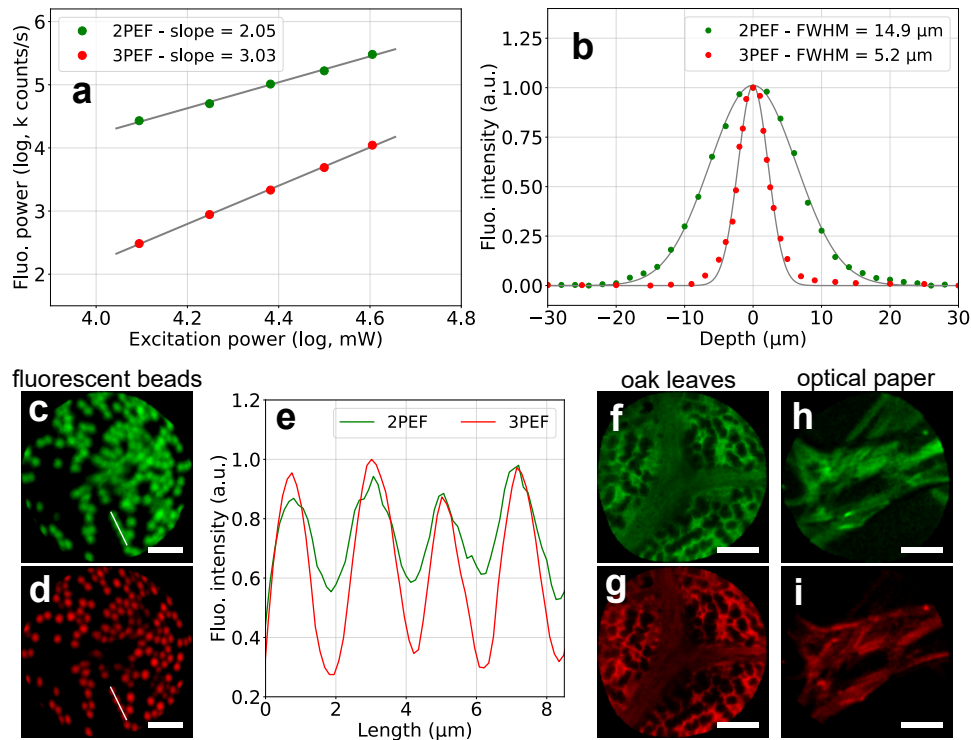 a
2PEF - slope = 2.05
3PEF - slope = 3.03
Fluo. power (log, k counts/s)
6
5
4
3
2
4.0 4.2 4.4 4.6 4.8
Excitation power (log, mW)
b
2PEF - FWHM = 14.9 μm
3PEF - FWHM = 5.2 μm
Fluo. intensity (a.u.)
1.25
1.00
0.75
0.50
0.25
0.00
−30 −20 −10 0 10 20 30
Depth (μm)
fluorescent beads
c
d
e
2PEF 3PEF
Fluo. intensity (a.u.)
1.2
1.0
0.8
0.6
0.4
0.2
0 2 4 6 8
Length (μm)
oak leaves
f
g
optical paper
h
i